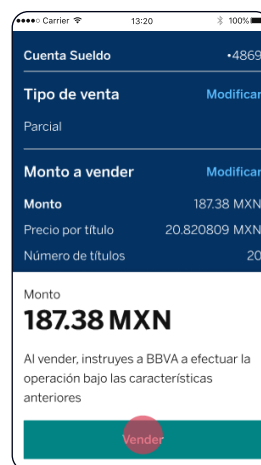 Carrier 13:20 100%
Cuenta Sueldo •4869
Tipo de venta Modificar
Parcial
Monto a vender Modificar
Monto 187.38 MXN
Precio por título 20.820809 MXN
Número de títulos 20
Monto
187.38 MXN
Al vender, instruyes a BBVA a efectuar la
operación bajo las características
anteriores
Vender